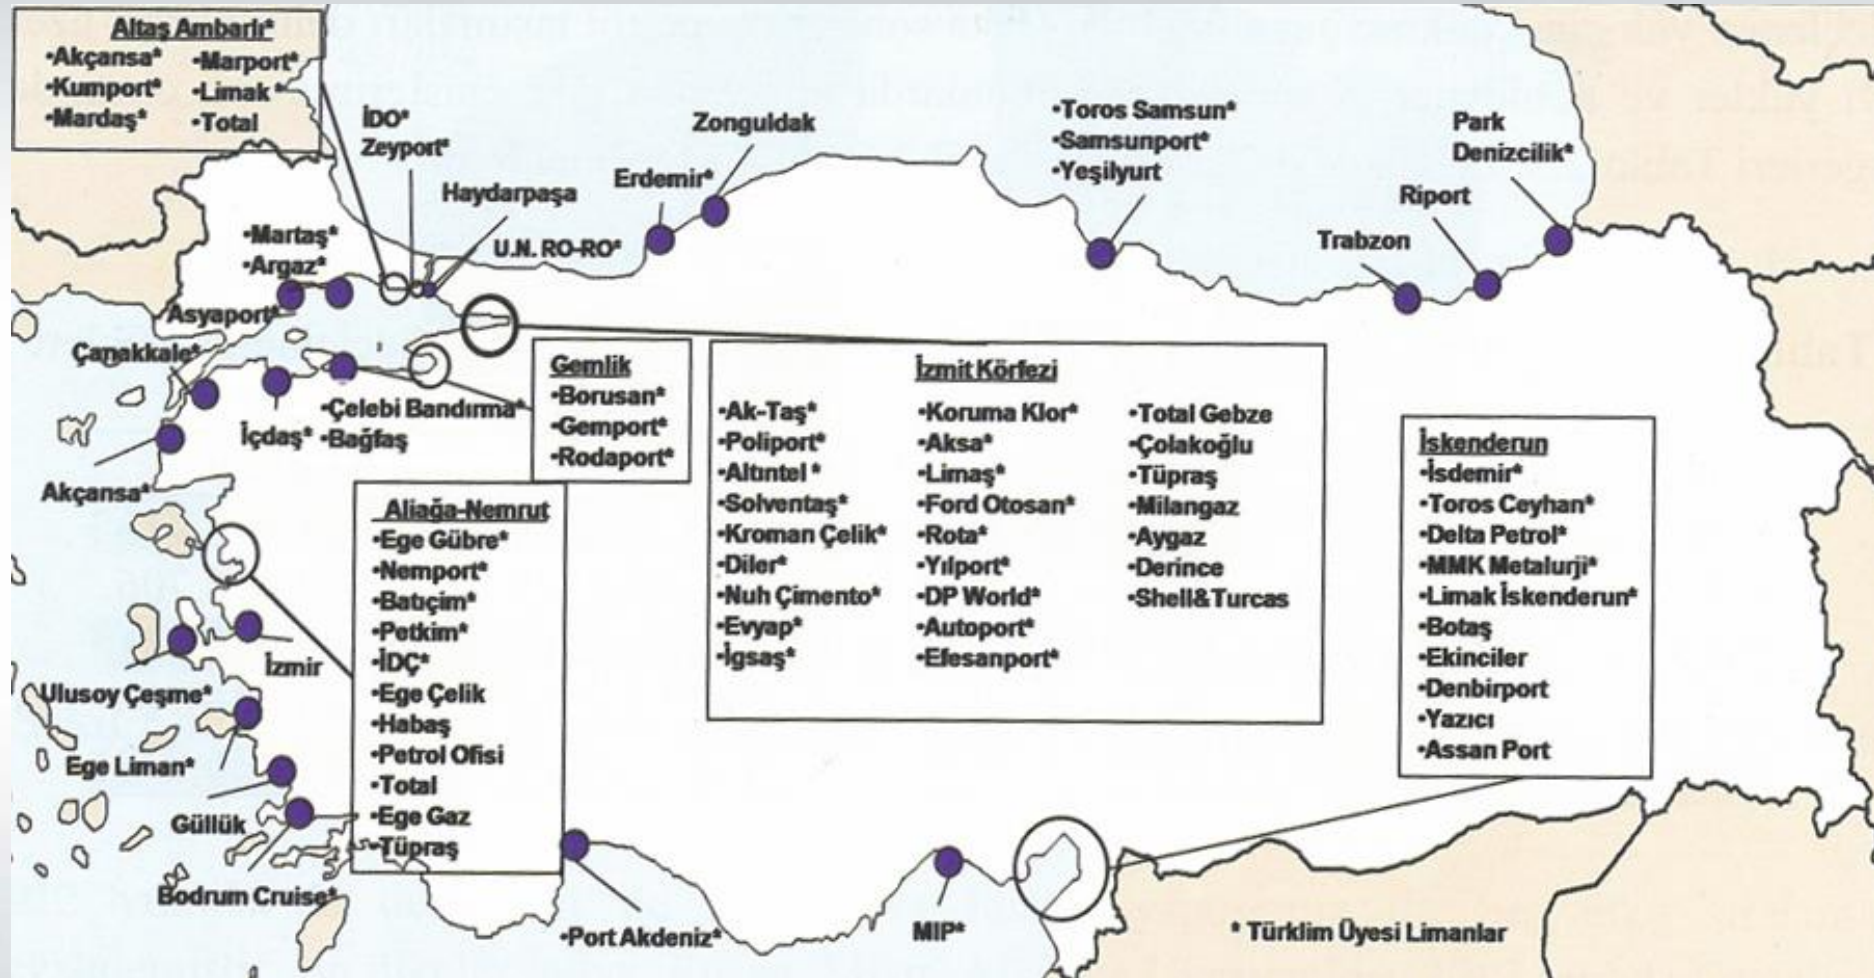 Altaş Ambarlı*
•Akçansa* •Marport*
•Kumport* •Limak*
•Mardaş* •Total
İDO*
Zeyport*
Haydarpaşa
U.N. RO-RO*
Erdemir*
Zonguldak
•Toros Samsun*
•Samsunport*
•Yeşilyurt
Park
Denizcilik*
Riport
Trabzon
•Martaş*
•Argaz*
Asyaport*
Çanakkale*
İçdaş*
•Çelebi Bandırma*
•Bağfaş
Akçansa*
Gemlik
•Borusan*
•Gemport*
•Rodaport*
İzmit Körfezi
•Ak-Taş* •Koruma Klor* •Total Gebze
•Poliport* •Aksa* •Çolakoğlu
•Altıntel* •Limaş* •Tüpraş
•Solventaş* •Ford Otosan* •Milangaz
•Kroman Çelik* •Rota* •Aygaz
•Diler* •Yılport* •Derince
•Nuh Çimento* •DP World* •Shell&Turcas
•Evyap* •Autoport*
•İgsaş* •Efesanport*
İskenderun
•İsdemir*
•Toros Ceyhan*
•Delta Petrol*
•MMK Metalurji*
•Limak İskenderun*
•Botaş
•Ekinciler
•Denbirport
•Yazıcı
•Assan Port
Aliağa-Nemrut
•Ege Gübre*
•Nemport*
•Batıçim*
•Petkim*
•İDÇ*
•Ege Çelik
•Habaş
•Petrol Ofisi
•Total
•Ege Gaz
•Tüpraş
İzmir
Ulusoy Çeşme*
Ege Liman*
Güllük
Bodrum Cruise*
•Port Akdeniz*
MIP*
* Türklim Üyesi Limanlar